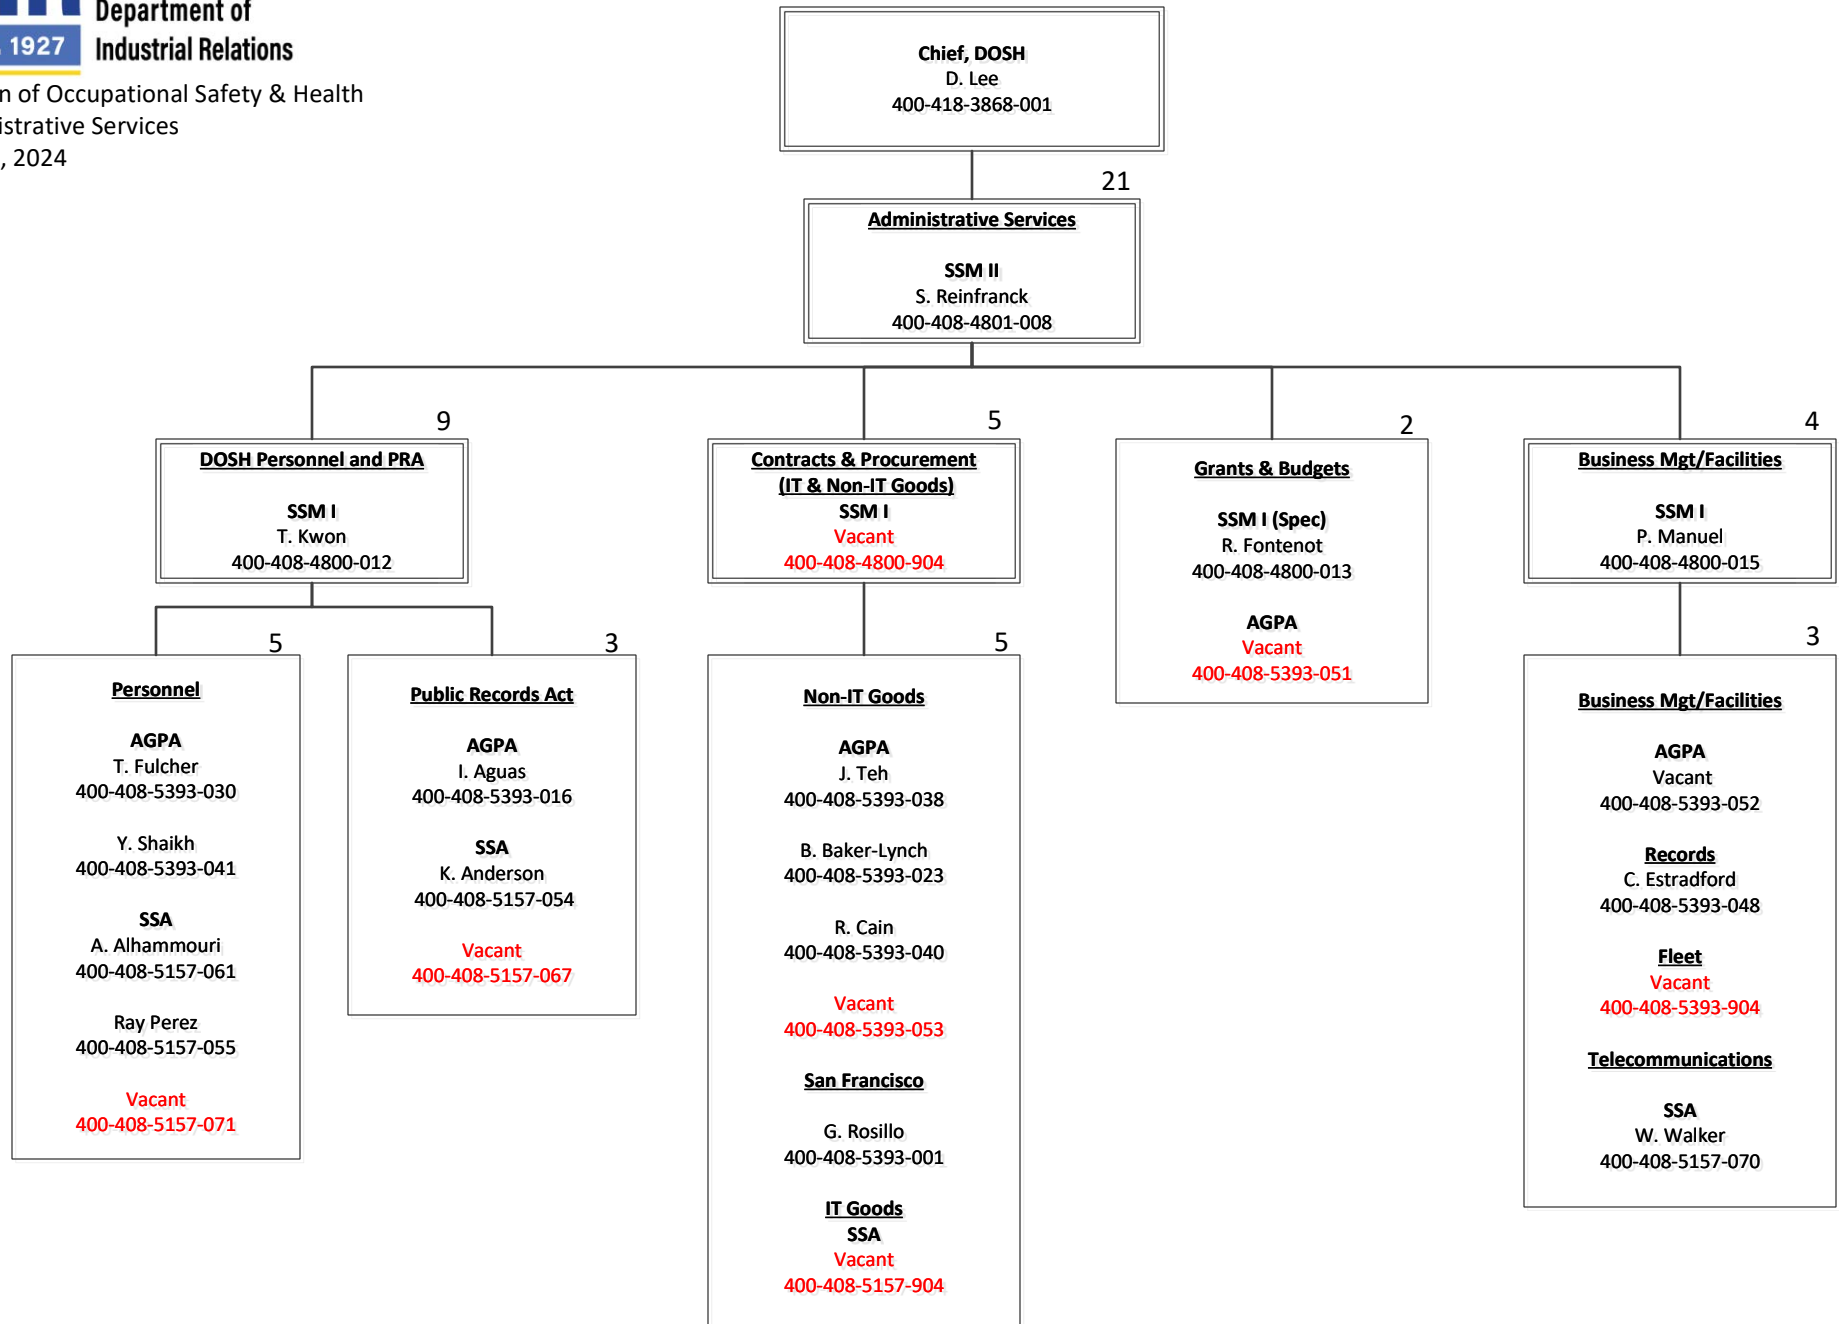 Department of
1927
Industrial Relations
of Occupational Safety & Health
Services
, 2024
Chief, DOSH
D. Lee
400-418-3868-001
21
Administrative Services
SSM II
S. Reinfranck
400-408-4801-008
9
DOSH Personnel and PRA
SSM I
T. Kwon
400-408-4800-012
5
Contracts & Procurement
(IT & Non-IT Goods)
SSM I
Vacant
400-408-4800-904
2
Grants & Budgets
SSM I (Spec)
R. Fontenot
400-408-4800-013
AGPA
Vacant
400-408-5393-051
4
Business Mgt/Facilities
SSM I
P. Manuel
400-408-4800-015
5
Personnel
AGPA
T. Fulcher
400-408-5393-030
Y. Shaikh
400-408-5393-041
SSA
A. Alhammouri
400-408-5157-061
Ray Perez
400-408-5157-055
Vacant
400-408-5157-071
3
Public Records Act
AGPA
I. Aguas
400-408-5393-016
SSA
K. Anderson
400-408-5157-054
Vacant
400-408-5157-067
5
Non-IT Goods
AGPA
J. Teh
400-408-5393-038
B. Baker-Lynch
400-408-5393-023
R. Cain
400-408-5393-040
Vacant
400-408-5393-053
San Francisco
G. Rosillo
400-408-5393-001
IT Goods
SSA
Vacant
400-408-5157-904
3
Business Mgt/Facilities
AGPA
Vacant
400-408-5393-052
Records
C. Estradford
400-408-5393-048
Fleet
Vacant
400-408-5393-904
Telecommunications
SSA
W. Walker
400-408-5157-070